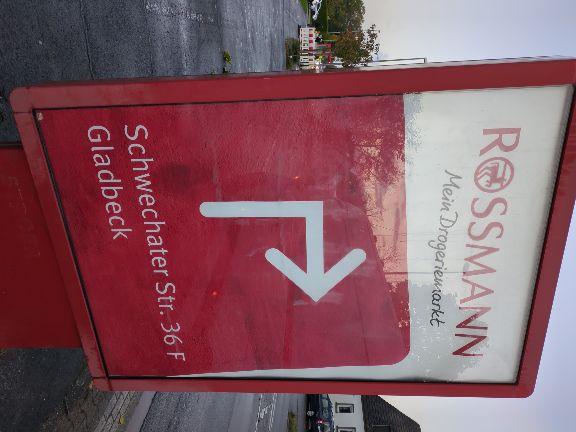 ROSSMANN
Mein Drogeriemarkt
Schwechater Str. 36 F
Gladbeck